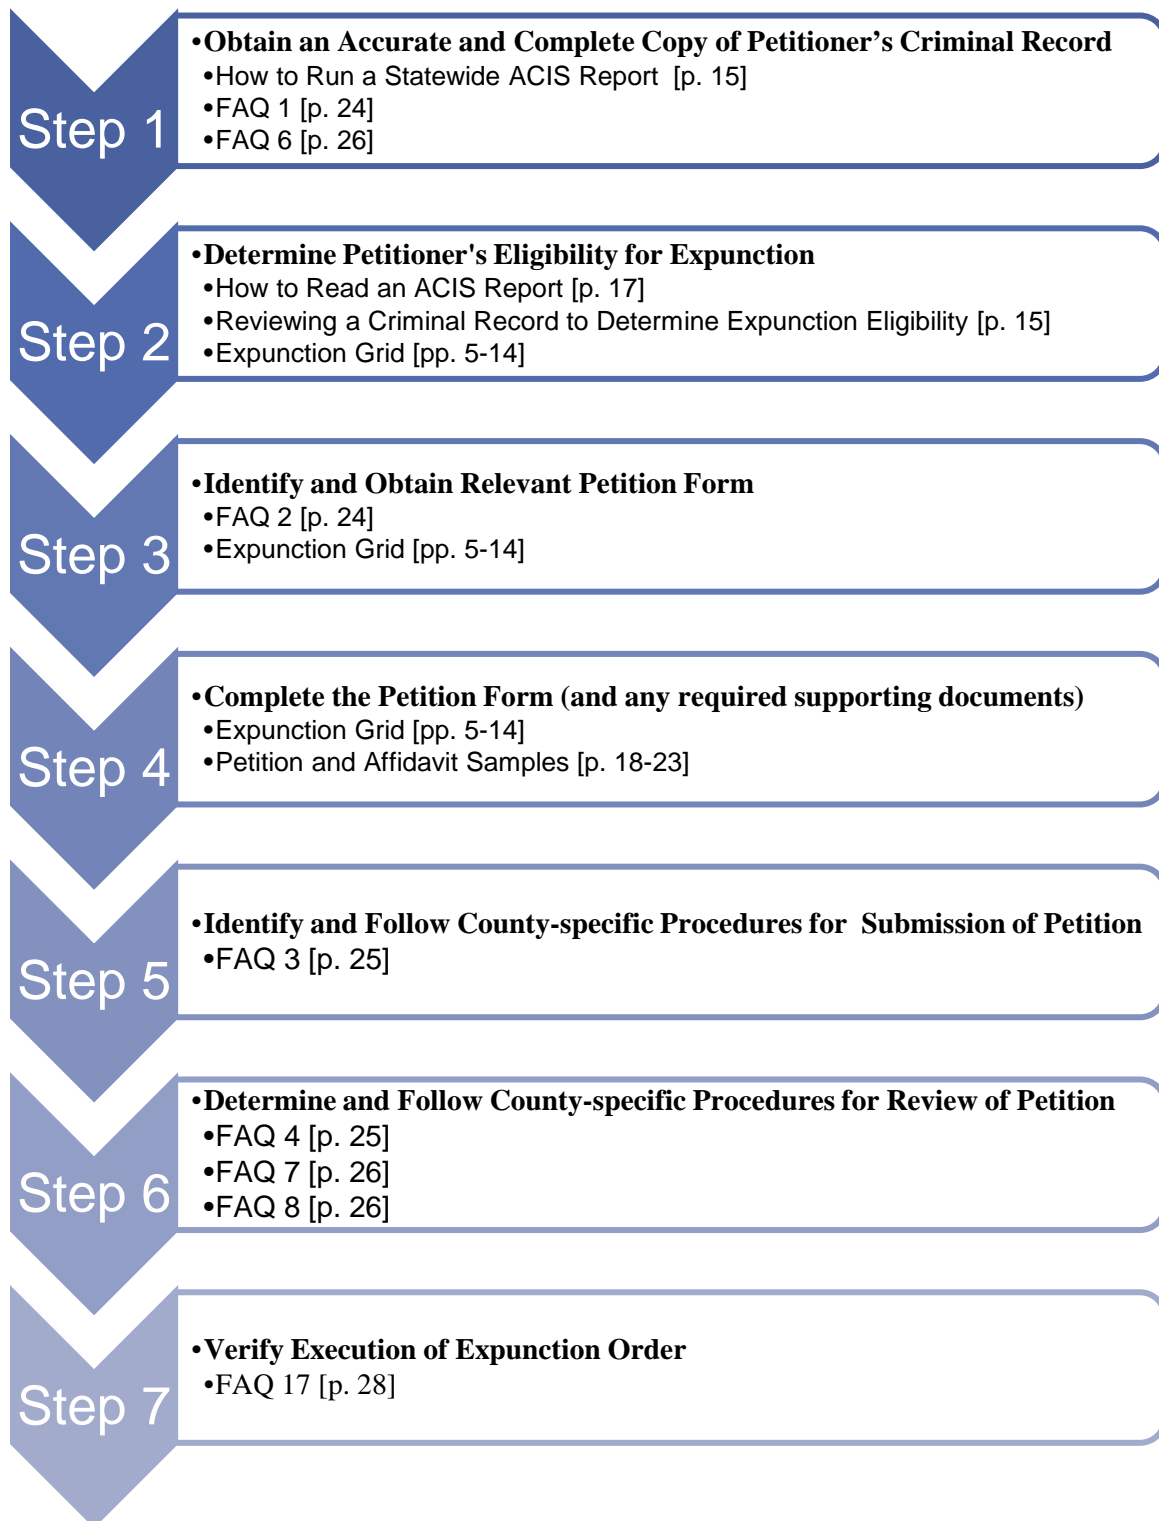 Step 1
•Obtain an Accurate and Complete Copy of Petitioner’s Criminal Record
•How to Run a Statewide ACIS Report [p. 15]
•FAQ 1 [p. 24]
•FAQ 6 [p. 26]
Step 2
•Determine Petitioner's Eligibility for Expunction
•How to Read an ACIS Report [p. 17]
•Reviewing a Criminal Record to Determine Expunction Eligibility [p. 15]
•Expunction Grid [pp. 5-14]
Step 3
•Identify and Obtain Relevant Petition Form
•FAQ 2 [p. 24]
•Expunction Grid [pp. 5-14]
Step 4
•Complete the Petition Form (and any required supporting documents)
•Expunction Grid [pp. 5-14]
•Petition and Affidavit Samples [p. 18-23]
Step 5
•Identify and Follow County-specific Procedures for Submission of Petition
•FAQ 3 [p. 25]
Step 6
•Determine and Follow County-specific Procedures for Review of Petition
•FAQ 4 [p. 25]
•FAQ 7 [p. 26]
•FAQ 8 [p. 26]
Step 7
•Verify Execution of Expunction Order
•FAQ 17 [p. 28]